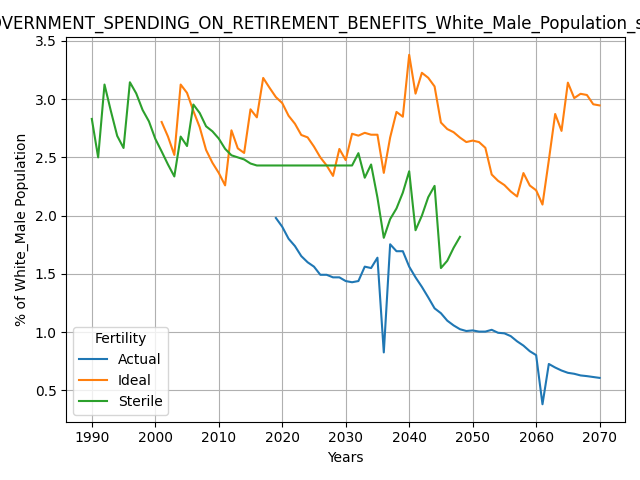 OVERNMENT_SPENDING_ON_RETIREMENT_BENEFITS_White_Male_Population_s
3.5
3.0
2.5
2.0
1.5
1.0
0.5
% of White_Male Population
Fertility
Actual
Ideal
Sterile
1990 2000 2010 2020 2030 2040 2050 2060 2070
Years